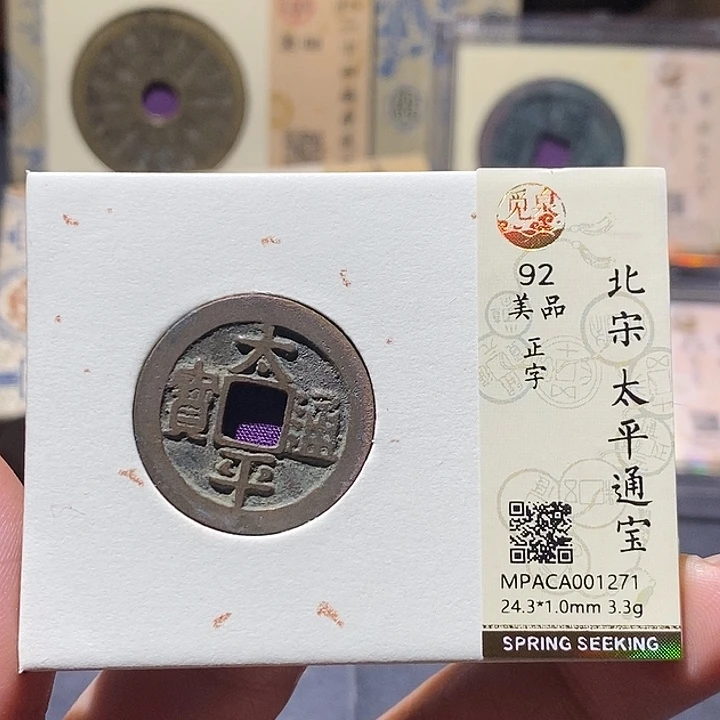 觅泉
92
美品
正字
北宋太平通宝
太平通寳
MPACA001271
24.3*1.0mm 3.3g
SPRING SEEKING